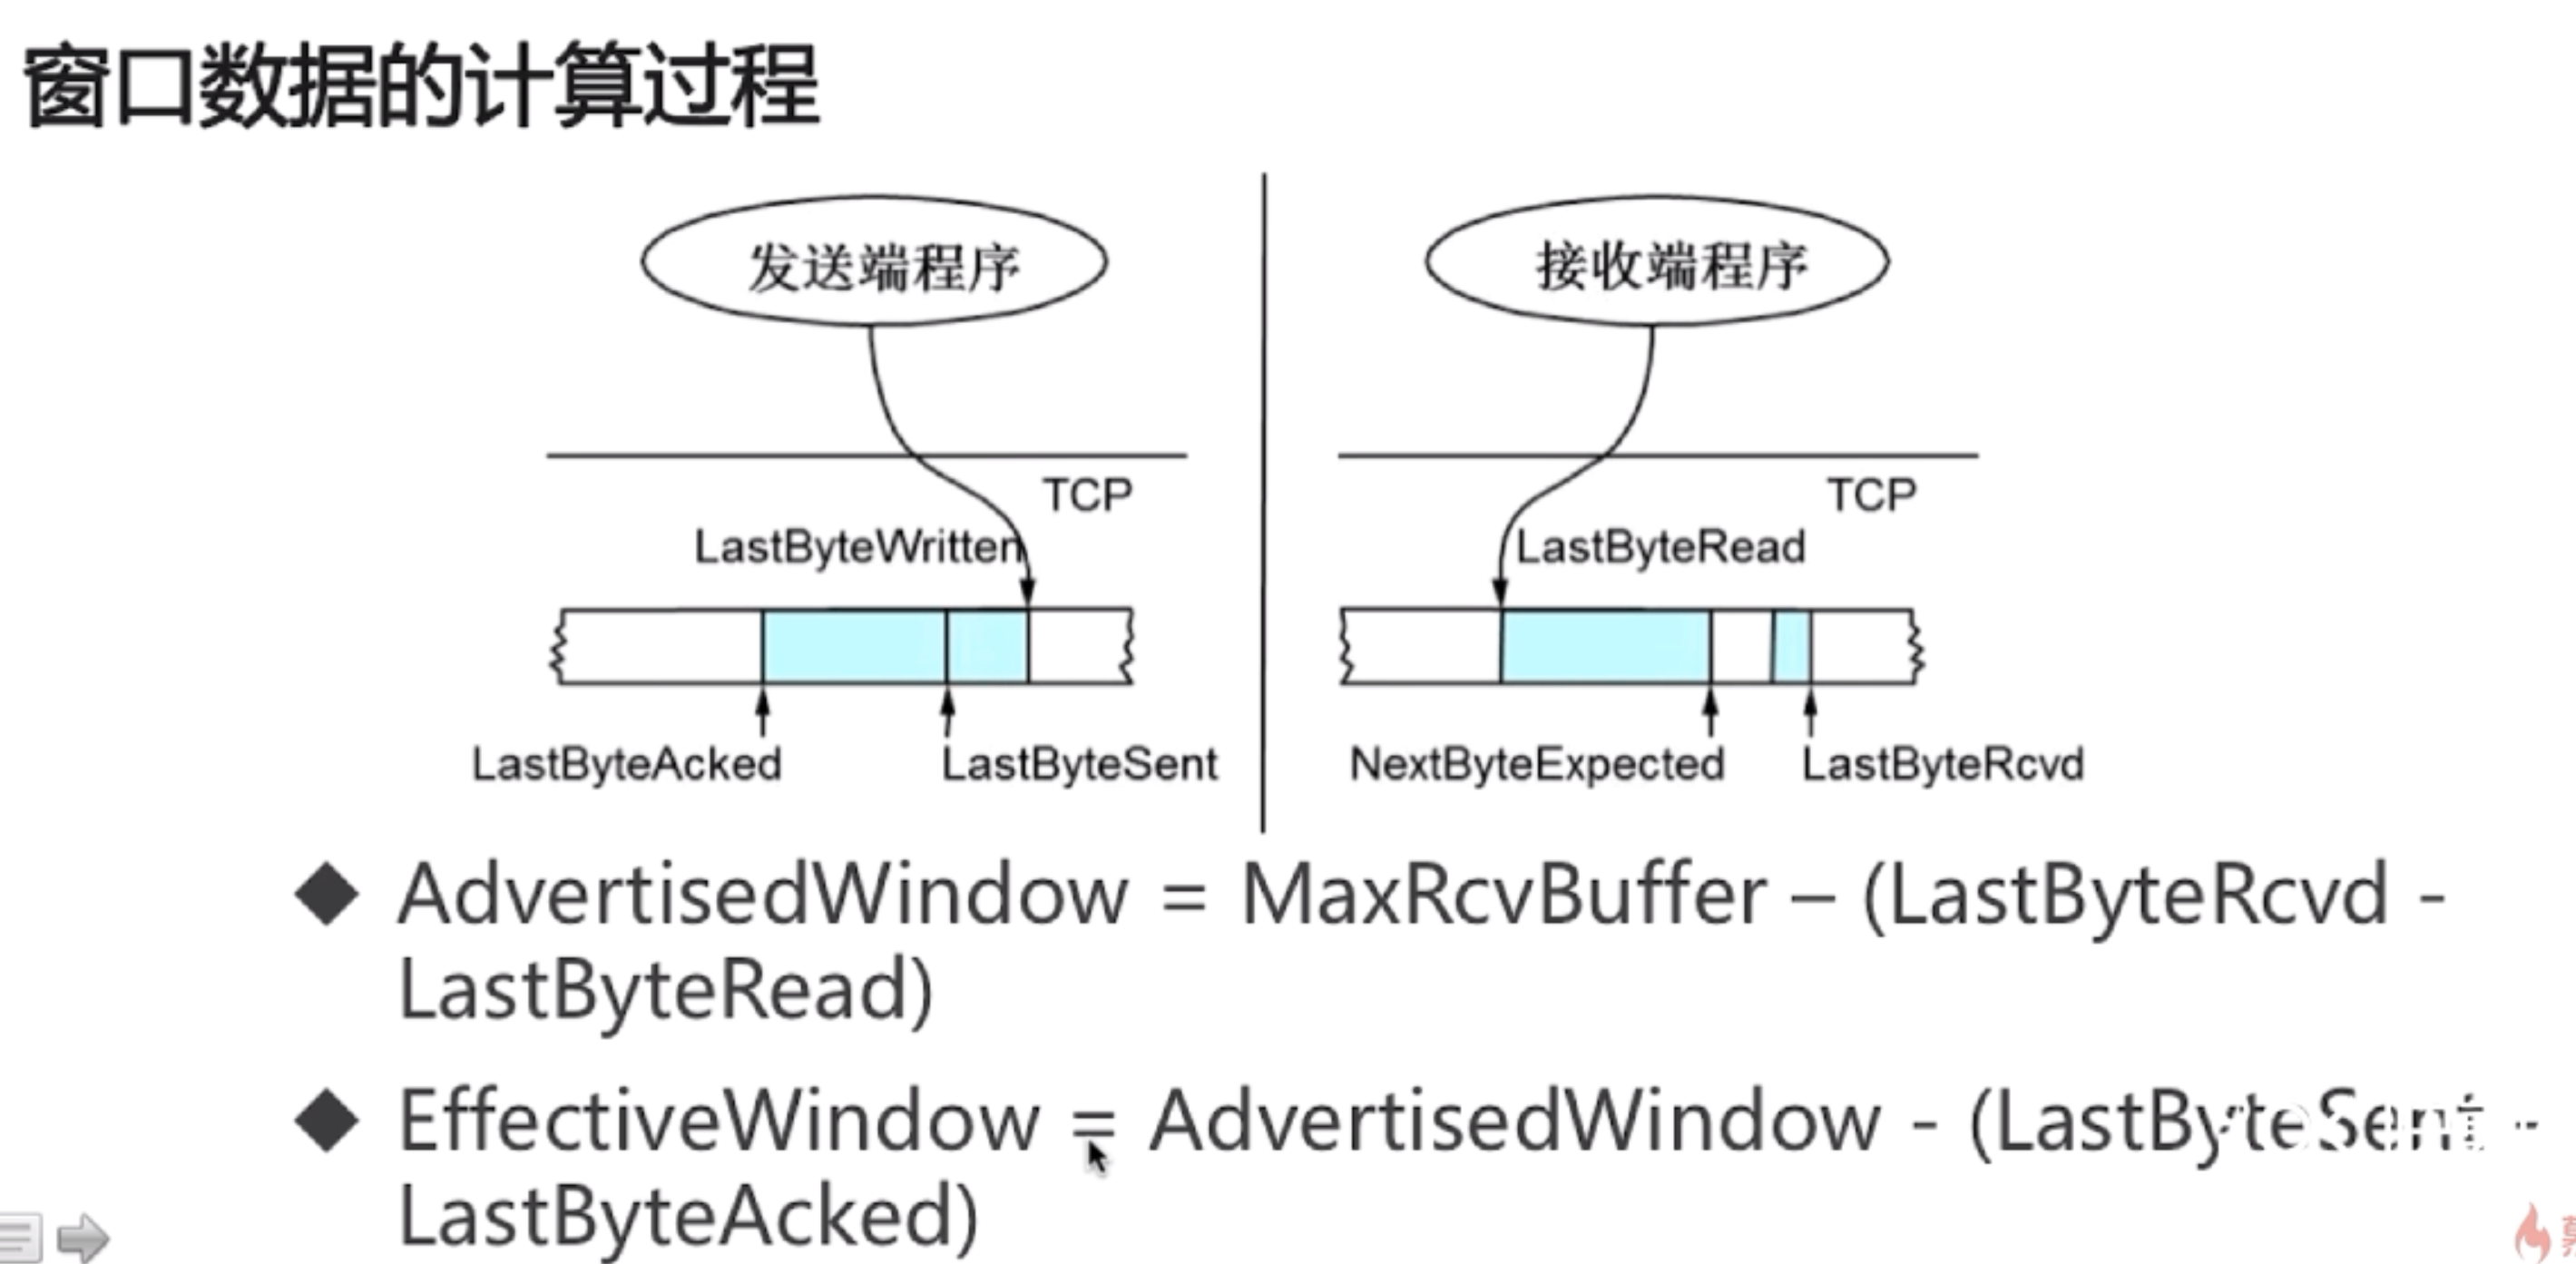 窗口数据的计算过程
发送端程序
接收端程序
TCP
TCP
LastByteWritten
LastByteRead
LastByteAcked
LastByteSent
NextByteExpected
LastByteRcvd
AdvertisedWindow = MaxRcvBuffer – (LastByteRcvd -
LastByteRead)
EffectiveWindow = AdvertisedWindow - (LastByteSent -
LastByteAcked)